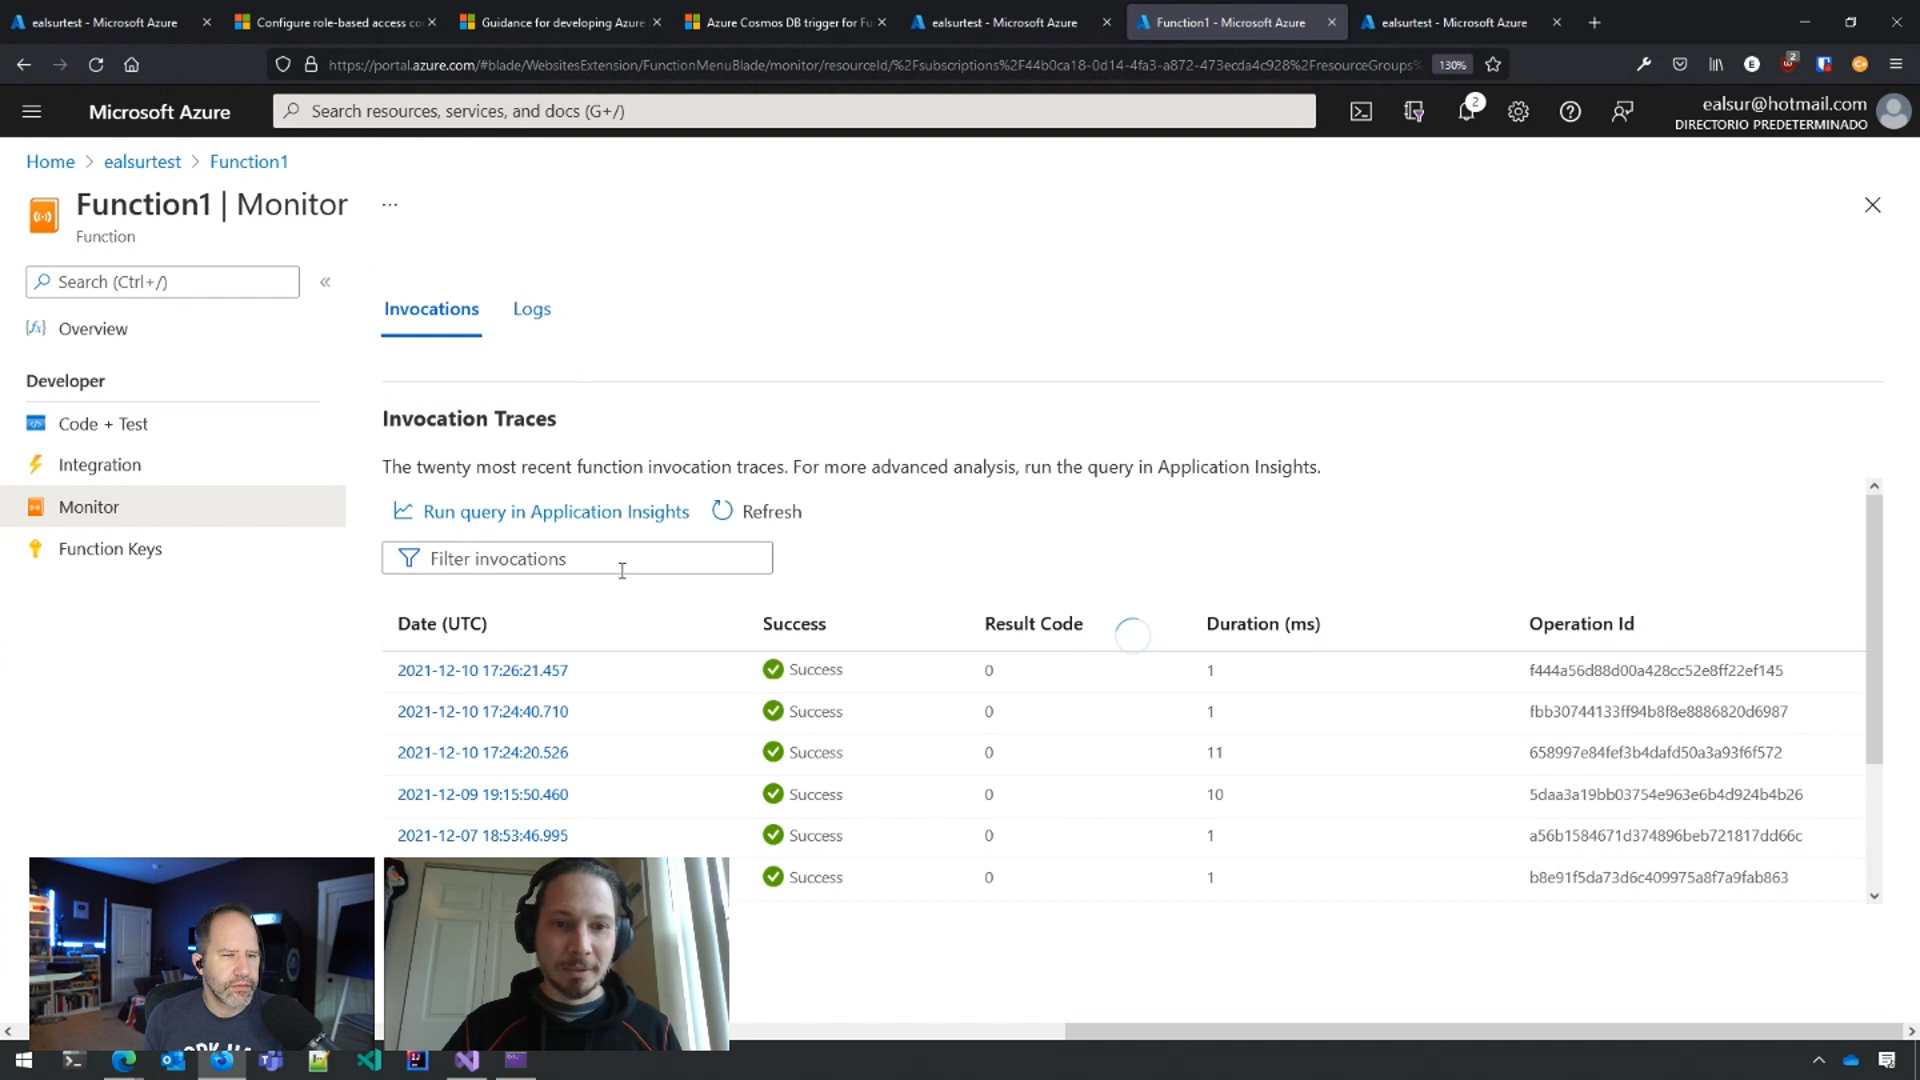 ealsurtest - Microsoft Azure
Configure role-based access co
Guidance for developing Azure
Azure Cosmos DB trigger for Fu
ealsurtest - Microsoft Azure
Function1 - Microsoft Azure
ealsurtest - Microsoft Azure
https://portal.azure.com/#blade/WebsitesExtension/FunctionMenuBlade/monitor/resourceId/%2Fsubscriptions%2F44b0ca18-0d14-4fa3-a872-473ecda4c928%2FresourceGroups%
130%
2
Microsoft Azure
Search resources, services, and docs (G+/)
2
ealsur@hotmail.com
DIRECTORIO PREDETERMINADO
Home > ealsurtest > Function1
Function1 | Monitor
...
Function
Search (Ctrl+/)
«
Overview
Developer
Code + Test
Integration
Monitor
Function Keys
Invocations
Logs
Invocation Traces
The twenty most recent function invocation traces. For more advanced analysis, run the query in Application Insights.
Run query in Application Insights
Refresh
Filter invocations
Date (UTC) Success Result Code Duration (ms) Operation Id
2021-12-10 17:26:21.457 Success 0 1 f444a56d88d00a428cc52e8ff22ef145
2021-12-10 17:24:40.710 Success 0 1 fbb30744133ff94b8f8e8886820d6987
2021-12-10 17:24:20.526 Success 0 11 658997e84fef3b4dafd50a3a93f6f572
2021-12-09 19:15:50.460 Success 0 10 5daa3a19bb03754e963e6b4d924b4b26
2021-12-07 18:53:46.995 Success 0 1 a56b1584671d374896beb721817dd66c
Success 0 1 b8e91f5da73d6c409975a8f7a9fab863